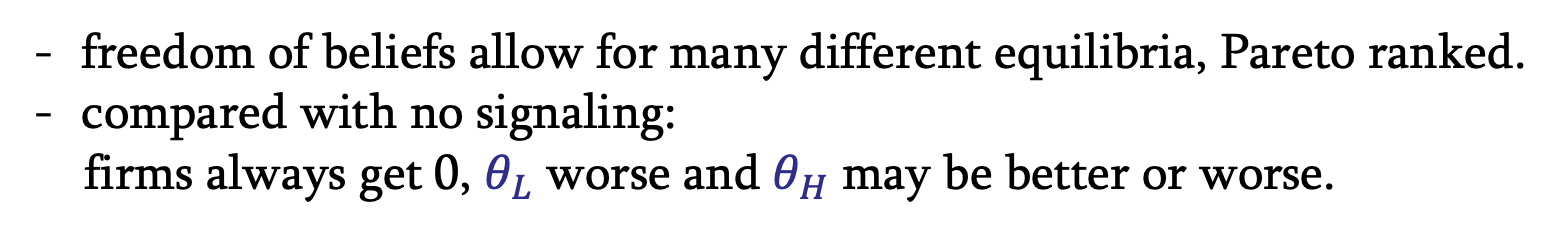 - freedom of beliefs allow for many different equilibria, Pareto ranked.
- compared with no signaling:
firms always get 0, θ_L worse and θ_H may be better or worse.